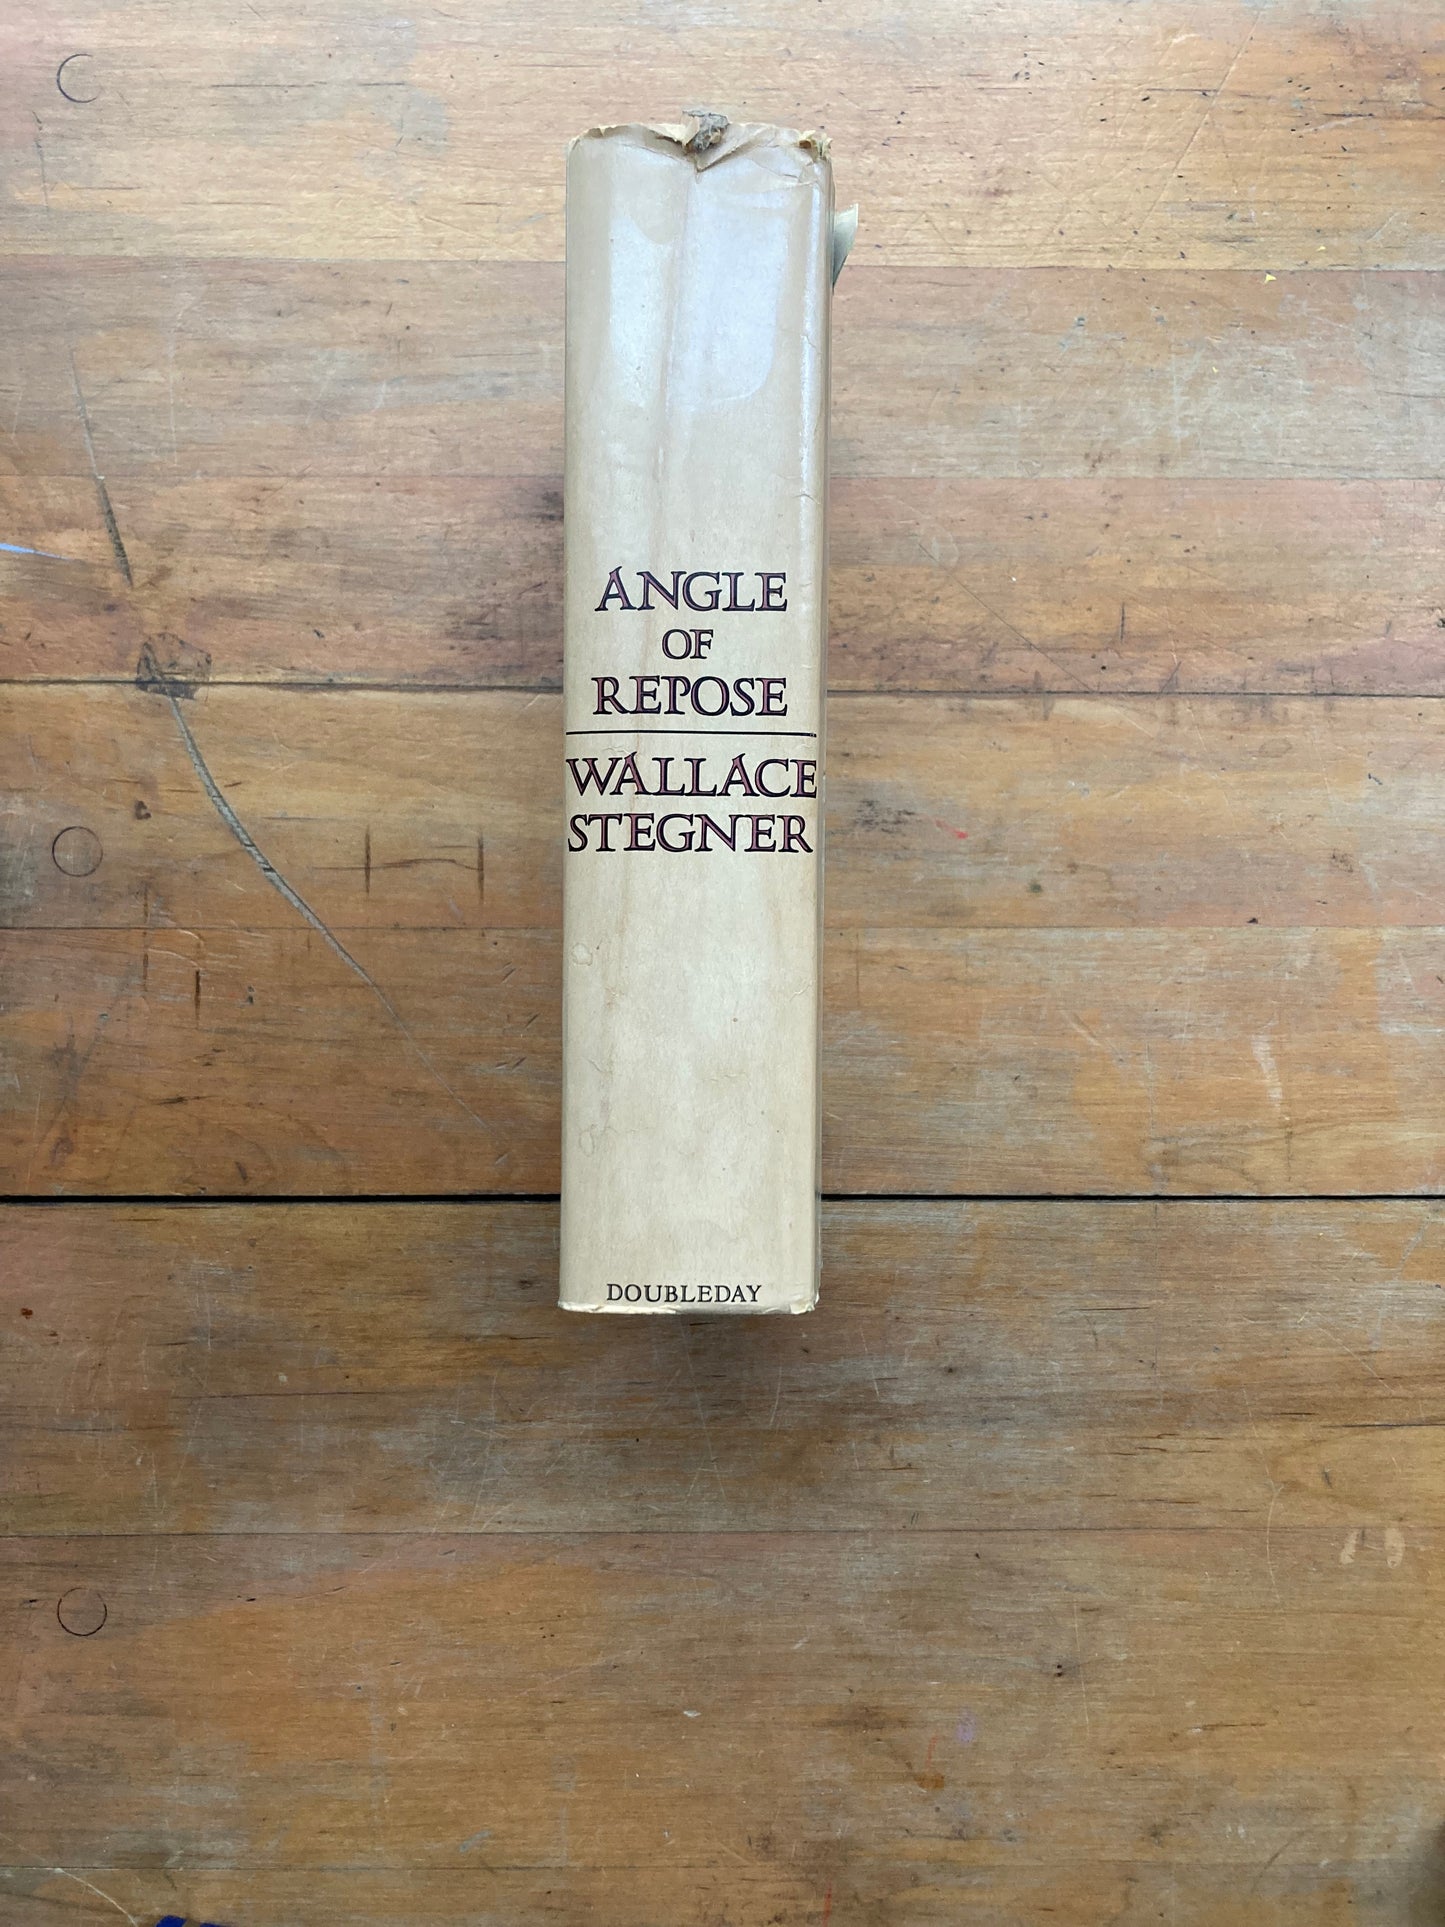 ANGLE
OF
REPOSE
WALLACE
STEGNER
DOUBLEDAY